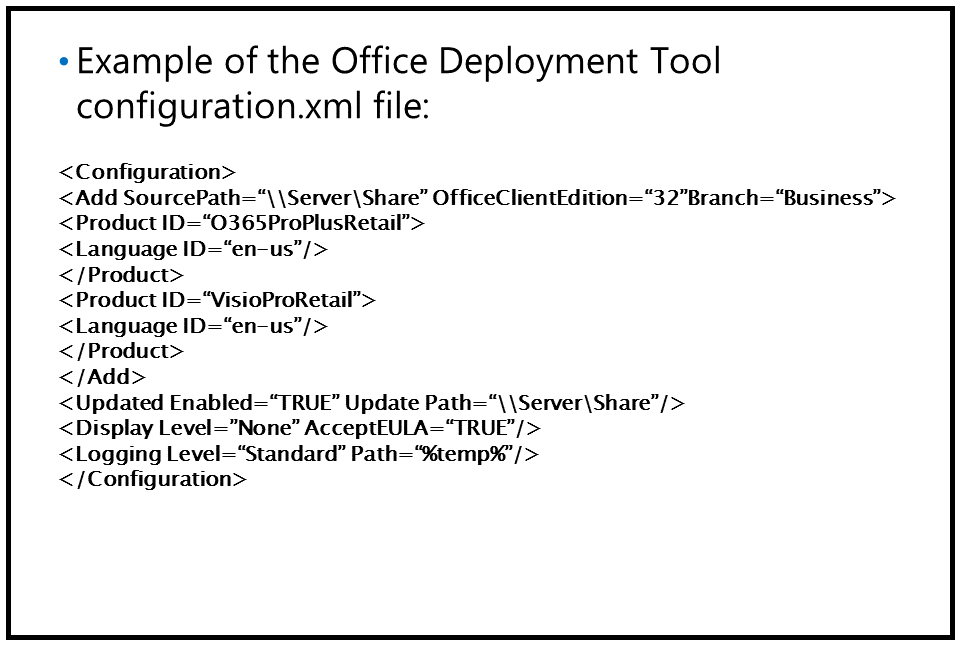 • Example of the Office Deployment Tool
configuration.xml file:
<Configuration>
<Add SourcePath=“\\Server\Share” OfficeClientEdition=“32”Branch=“Business”>
<Product ID=“O365ProPlusRetail”>
<Language ID=“en-us”/>
</Product>
<Product ID=“VisioProRetail”>
<Language ID=“en-us”/>
</Product>
</Add>
<Updated Enabled=“TRUE” Update Path=“\\Server\Share”/>
<Display Level=”None” AcceptEULA=“TRUE”/>
<Logging Level=“Standard” Path=“%temp%”/>
</Configuration>